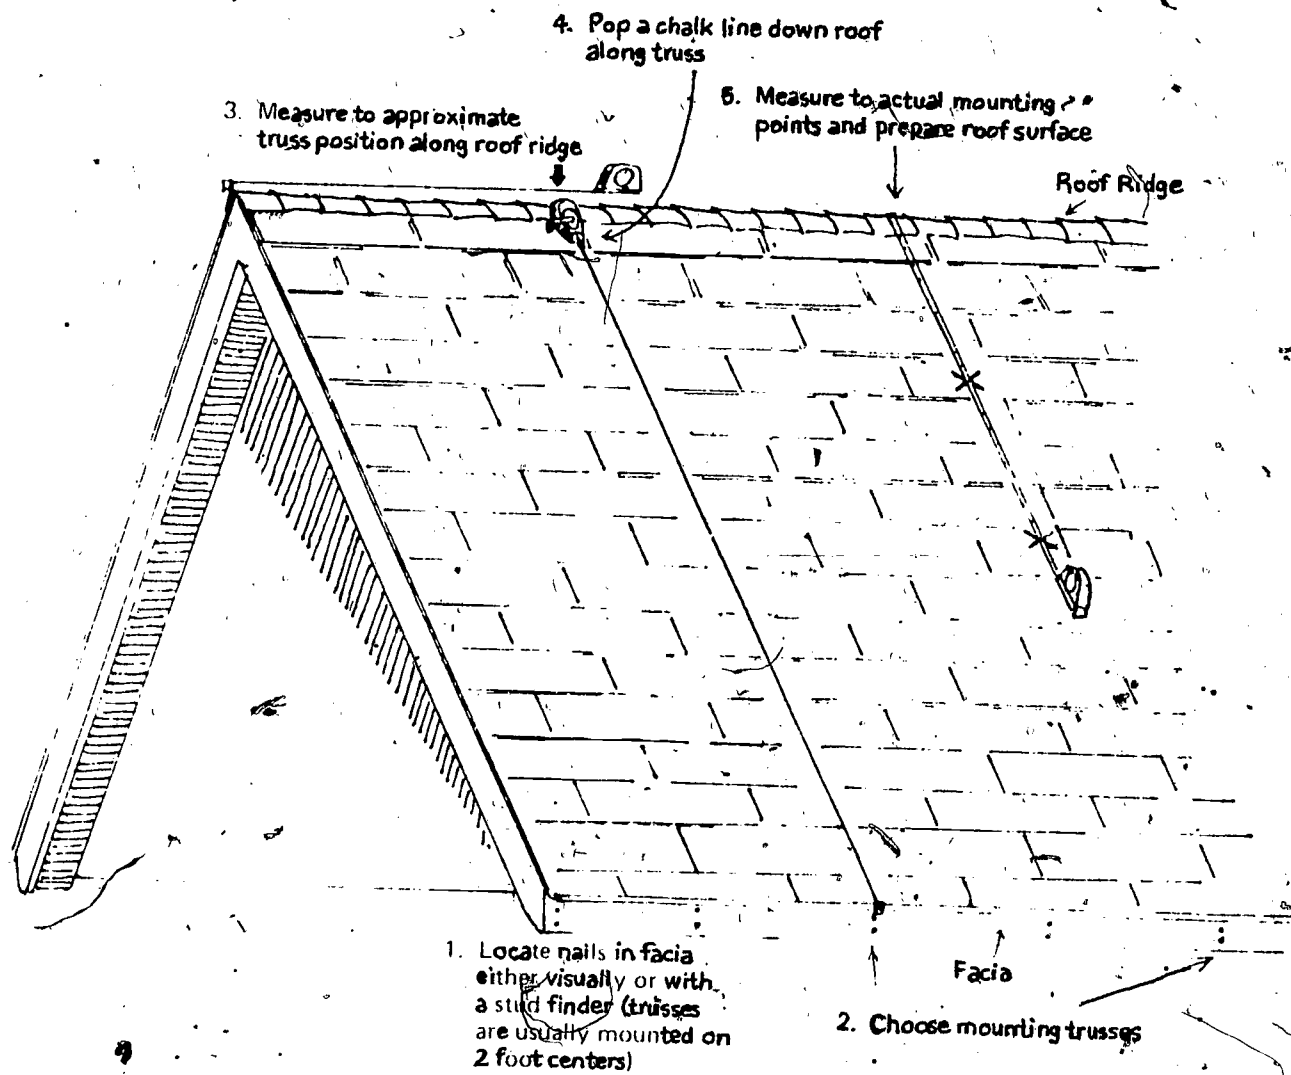 4. Pop a chalk line down roof
along truss
3. Measure to approximate
truss position along roof ridge
5. Measure to actual mounting
points and prepare roof surface
Roof Ridge
1. Locate nails in facia
either visually or with
a stud finder (trusses
are usually mounted on
2 foot centers)
Facia
2. Choose mounting trusses